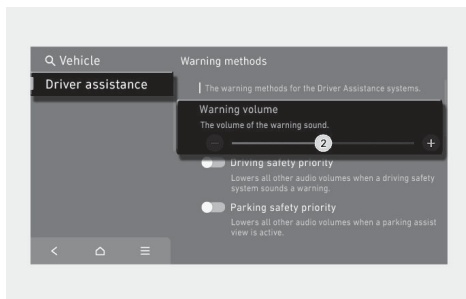 Vehicle
Driver assistance
Warning methods
The warning methods for the Driver Assistance systems.
Warning volume
The volume of the warning sound.
2
Driving safety priority
Lowers all other audio volumes when a driving safety
system sounds a warning.
Parking safety priority
Lowers all other audio volumes when a parking assist
view is active.